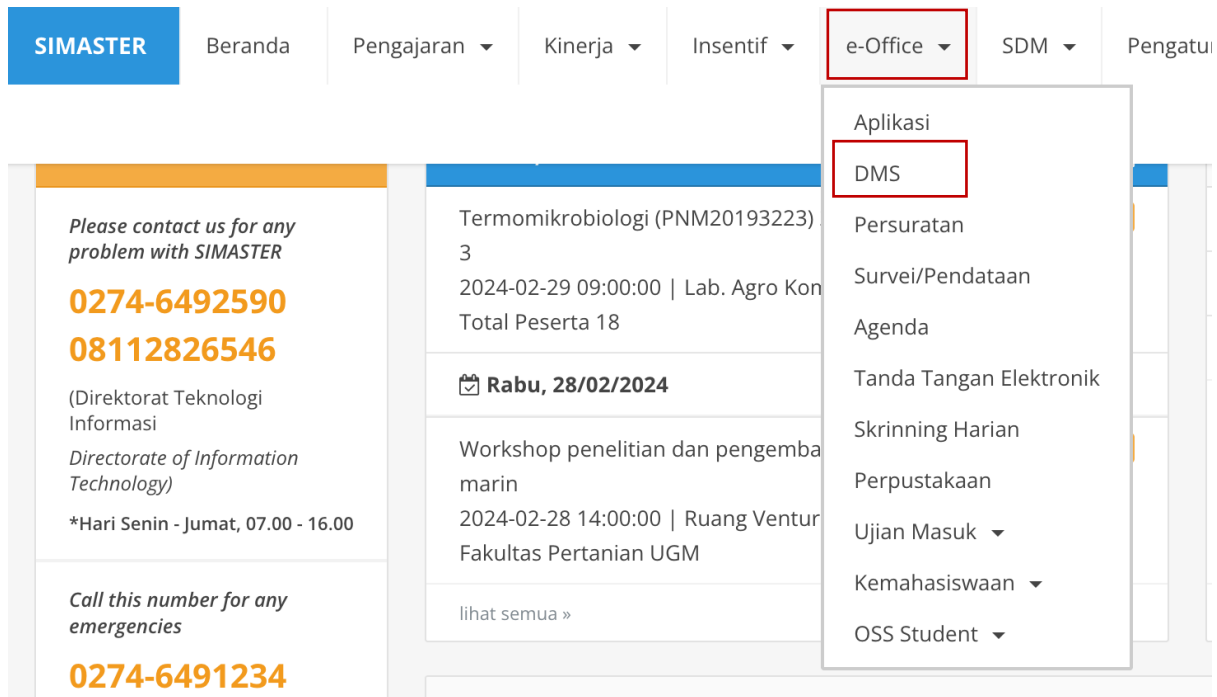 SIMASTER Beranda Pengajaran Kinerja Insentif e-Office SDM
Aplikasi
DMS
Persuratan
Survei/Pendataan
Agenda
Tanda Tangan Elektronik
Skrinning Harian
Perpustakaan
Ujian Masuk
Kemahasiswaan
OSS Student
Please contact us for any
problem with SIMASTER
0274-6492590
08112826546
(Direktorat Teknologi
Informasi
Directorate of Information
Technology)
*Hari Senin - Jumat, 07.00 - 16.00
Call this number for any
emergencies
0274-6491234
Termomikrobiologi (PNM20193223)
3
2024-02-29 09:00:00 | Lab. Agro
Total Peserta 18
Rabu, 28/02/2024
Workshop penelitian dan
marin
2024-02-28 14:00:00 | Ruang
Fakultas Pertanian UGM
lihat semua »